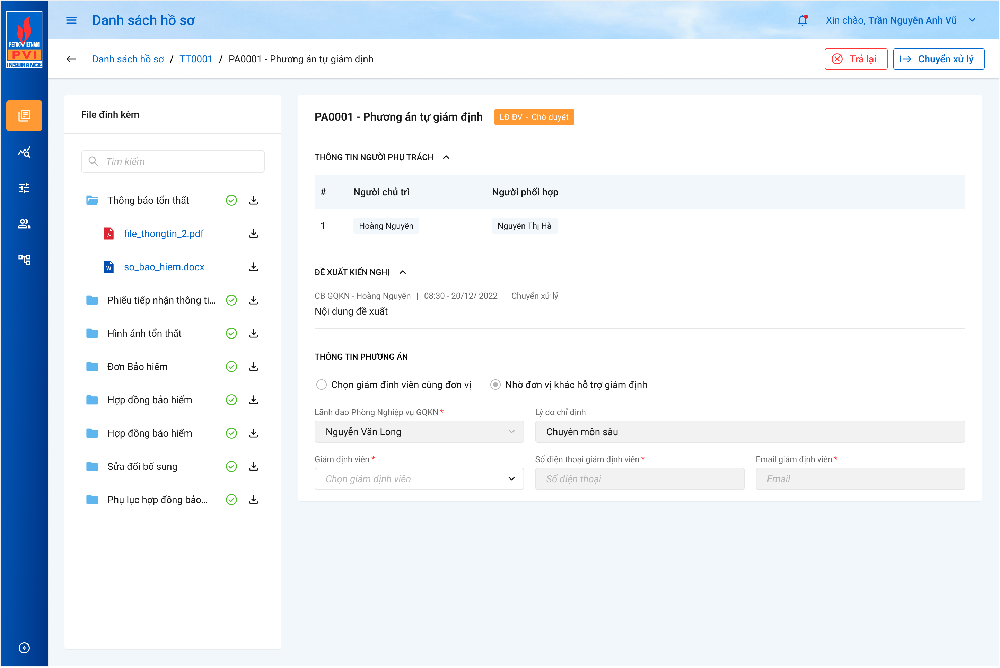 PETROVIETNAM
PVI
INSURANCE
Danh sách hồ sơ
Xin chào, Trần Nguyễn Anh Vũ
Danh sách hồ sơ / TT0001 / PA0001 - Phương án tự giám định
Trả lại
Chuyển xử lý
File đính kèm
Tìm kiếm
Thông báo tổn thất
file_thongtin_2.pdf
so_bao_hiem.docx
Phiếu tiếp nhận thông ti...
Hình ảnh tổn thất
Đơn Bảo hiểm
Hợp đồng bảo hiểm
Hợp đồng bảo hiểm
Sửa đổi bổ sung
Phụ lục hợp đồng bảo...
PA0001 - Phương án tự giám định
LĐ ĐV - Chờ duyệt
THÔNG TIN NGƯỜI PHỤ TRÁCH
# Người chủ trì Người phối hợp
1 Hoàng Nguyễn Nguyễn Thị Hà
ĐỀ XUẤT KIẾN NGHỊ
CB GQKN - Hoàng Nguyễn | 08:30 - 20/12/ 2022 | Chuyển xử lý
Nội dung đề xuất
THÔNG TIN PHƯƠNG ÁN
Chọn giám định viên cùng đơn vị
Nhờ đơn vị khác hỗ trợ giám định
Lãnh đạo Phòng Nghiệp vụ GQKN *
Lý do chỉ định
Nguyễn Văn Long
Chuyên môn sâu
Giám định viên *
Số điện thoại giám định viên *
Email giám định viên *
Chọn giám định viên
Số điện thoại
Email